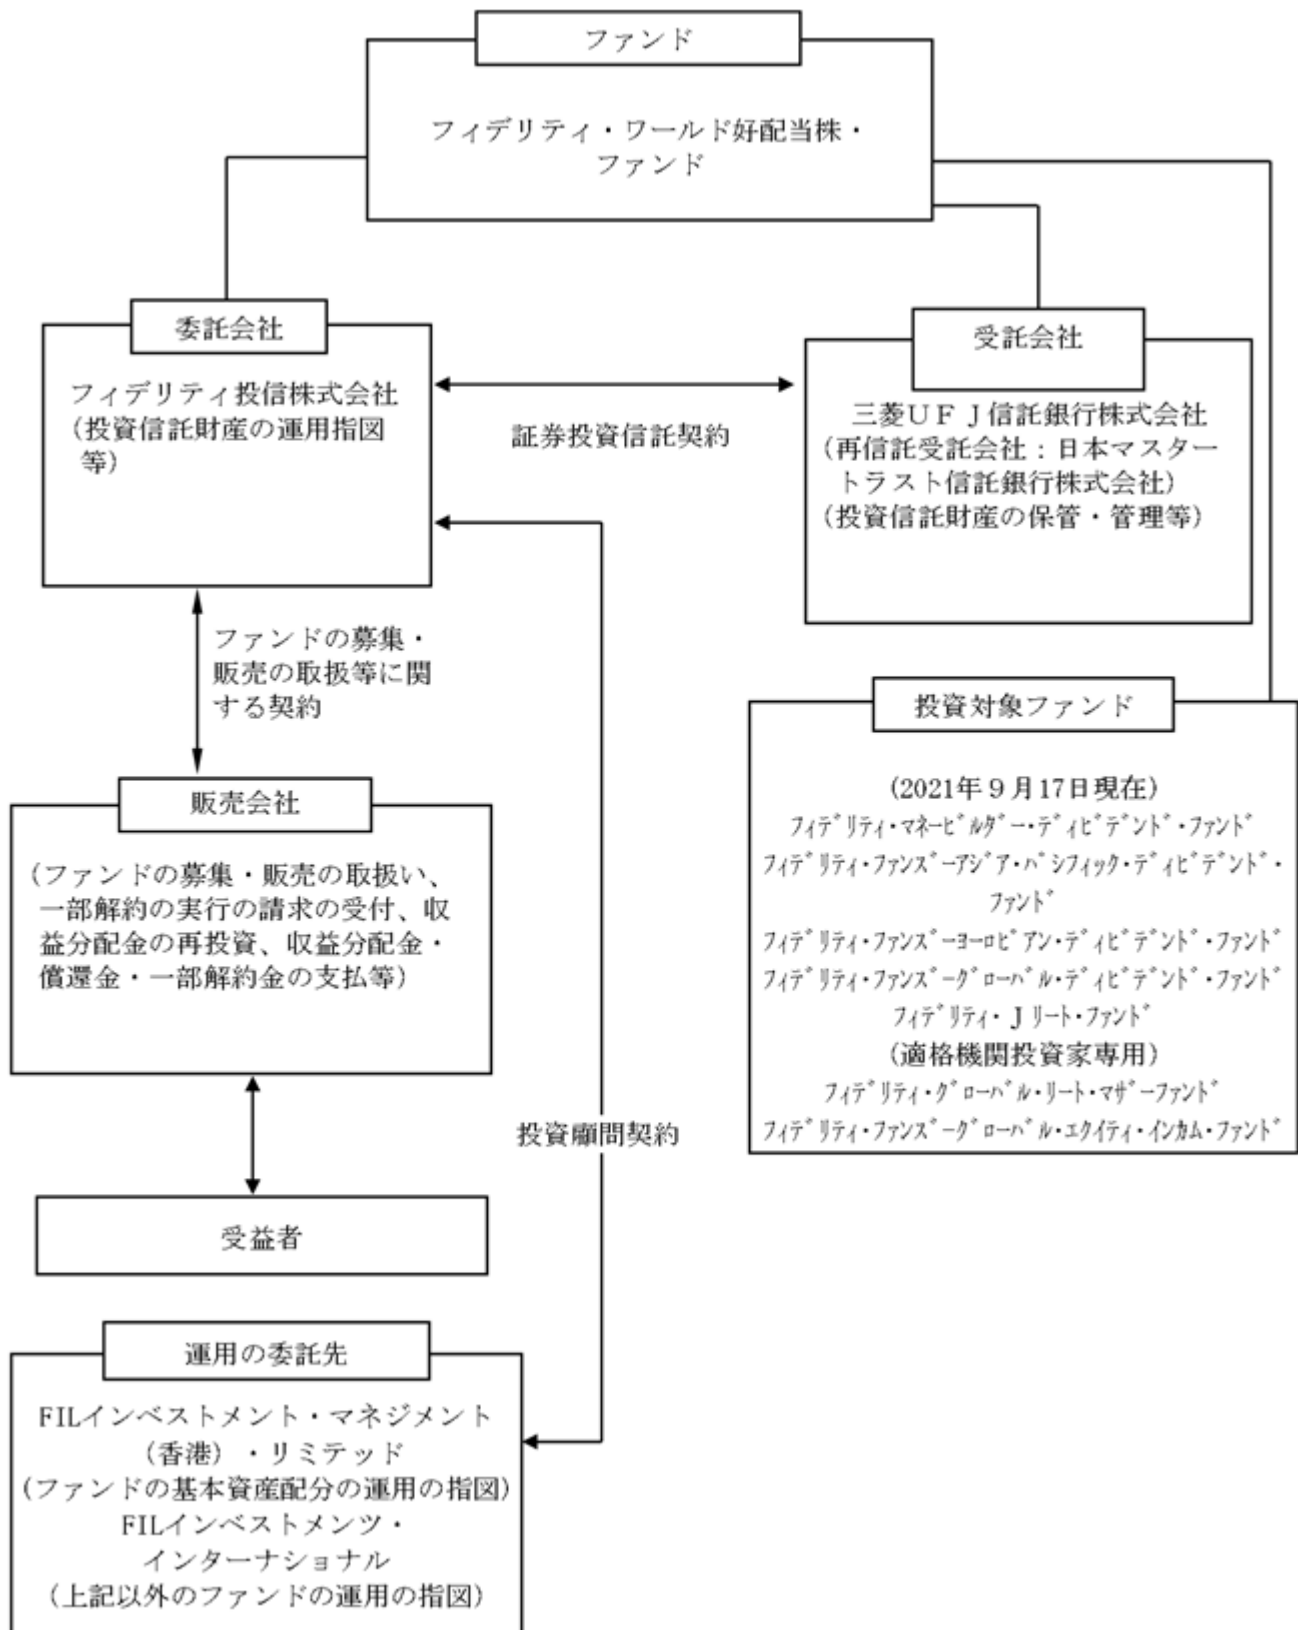 ファンド
フィデリティ・ワールド好配当株・
ファンド
委託会社
フィデリティ投信株式会社
(投資信託財産の運用指図
等)
証券投資信託契約
受託会社
三菱UFJ信託銀行株式会社
(再信託受託会社：日本マスター
トラスト信託銀行株式会社)
(投資信託財産の保管・管理等)
ファンドの募集・
販売の取扱等に関
する契約
投資対象ファンド
(2021年９月17日現在)
ﾌｨﾃﾞﾘﾃｨ・ﾏﾈｰﾋﾞﾙﾀﾞｰ・ﾃﾞｨﾋﾞﾃﾞﾝﾄﾞ・ﾌｧﾝﾄﾞ
ﾌｨﾃﾞﾘﾃｨ・ﾌｧﾝｽﾞｰｱｼﾞｱ・ﾊﾟｼﾌｨｯｸ・ﾃﾞｨﾋﾞﾃﾞﾝﾄﾞ・
ﾌｧﾝﾄﾞ
ﾌｨﾃﾞﾘﾃｨ・ﾌｧﾝｽﾞｰﾖｰﾛﾋﾟｱﾝ・ﾃﾞｨﾋﾞﾃﾞﾝﾄﾞ・ﾌｧﾝﾄﾞ
ﾌｨﾃﾞﾘﾃｨ・ﾌｧﾝｽﾞｰｸﾞﾛｰﾊﾞﾙ・ﾃﾞｨﾋﾞﾃﾞﾝﾄﾞ・ﾌｧﾝﾄﾞ
ﾌｨﾃﾞﾘﾃｨ・Ｊﾘｰﾄ・ﾌｧﾝﾄﾞ
(適格機関投資家専用)
ﾌｨﾃﾞﾘﾃｨ・ｸﾞﾛｰﾊﾞﾙ・ﾘｰﾄ・ﾏｻﾞｰﾌｧﾝﾄﾞ
ﾌｨﾃﾞﾘﾃｨ・ﾌｧﾝｽﾞｰｸﾞﾛｰﾊﾞﾙ・ｴｸｲﾃｨ・ｲﾝｶﾑ・ﾌｧﾝﾄﾞ
販売会社
(ファンドの募集・販売の取扱い、
一部解約の実行の請求の受付、収
益分配金の再投資、収益分配金・
償還金・一部解約金の支払等)
投資顧問契約
受益者
運用の委託先
FILインベストメント・マネジメント
(香港)・リミテッド
(ファンドの基本資産配分の運用の指図)
FILインベストメンツ・
インターナショナル
(上記以外のファンドの運用の指図)